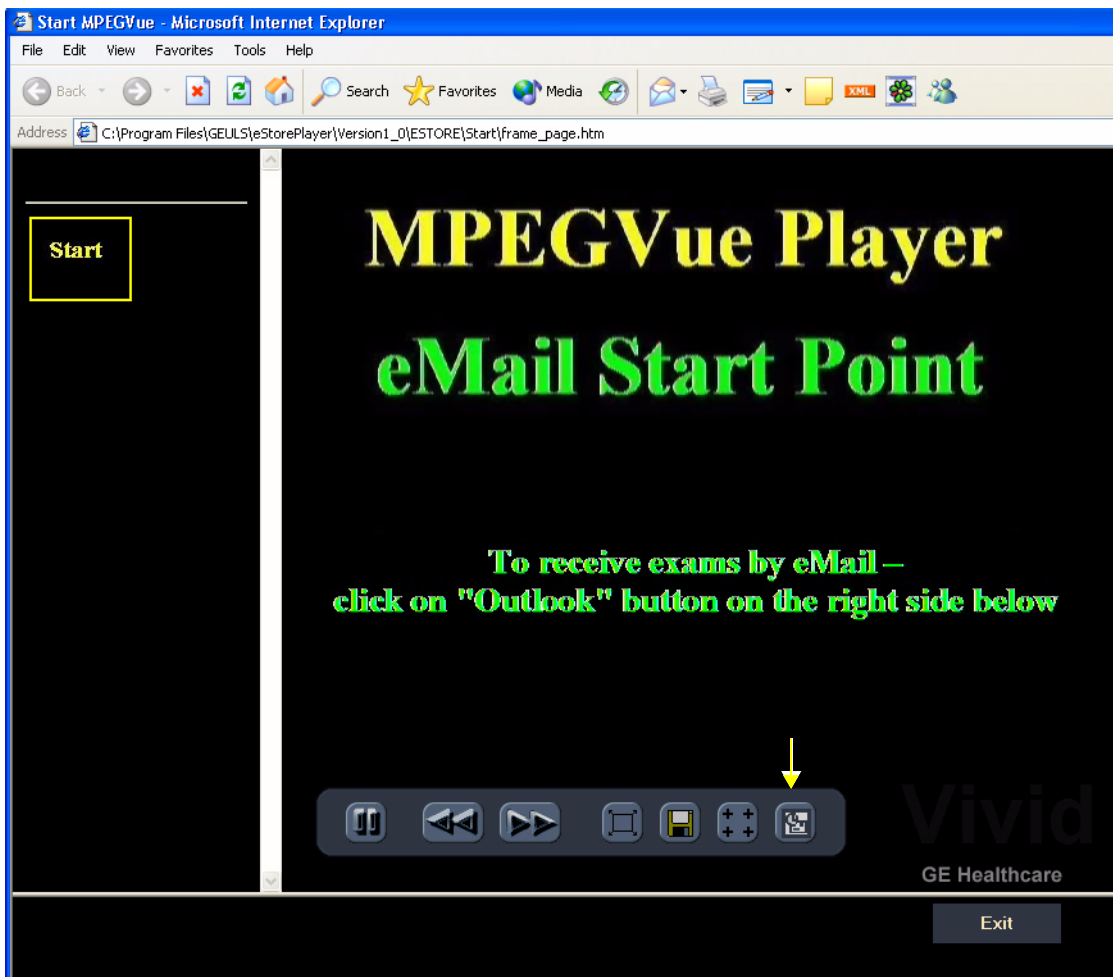 Start MPEGVue - Microsoft Internet Explorer
File Edit View Favorites Tools Help
Back Search Favorites Media XML
Address C:\Program Files\GEULS\eStorePlayer\Version1_0\ESTORE\Start\frame_page.htm
Start
MPEGVue Player
eMail Start Point
To receive exams by eMail –
click on "Outlook" button on the right side below
Vivid
GE Healthcare
Exit